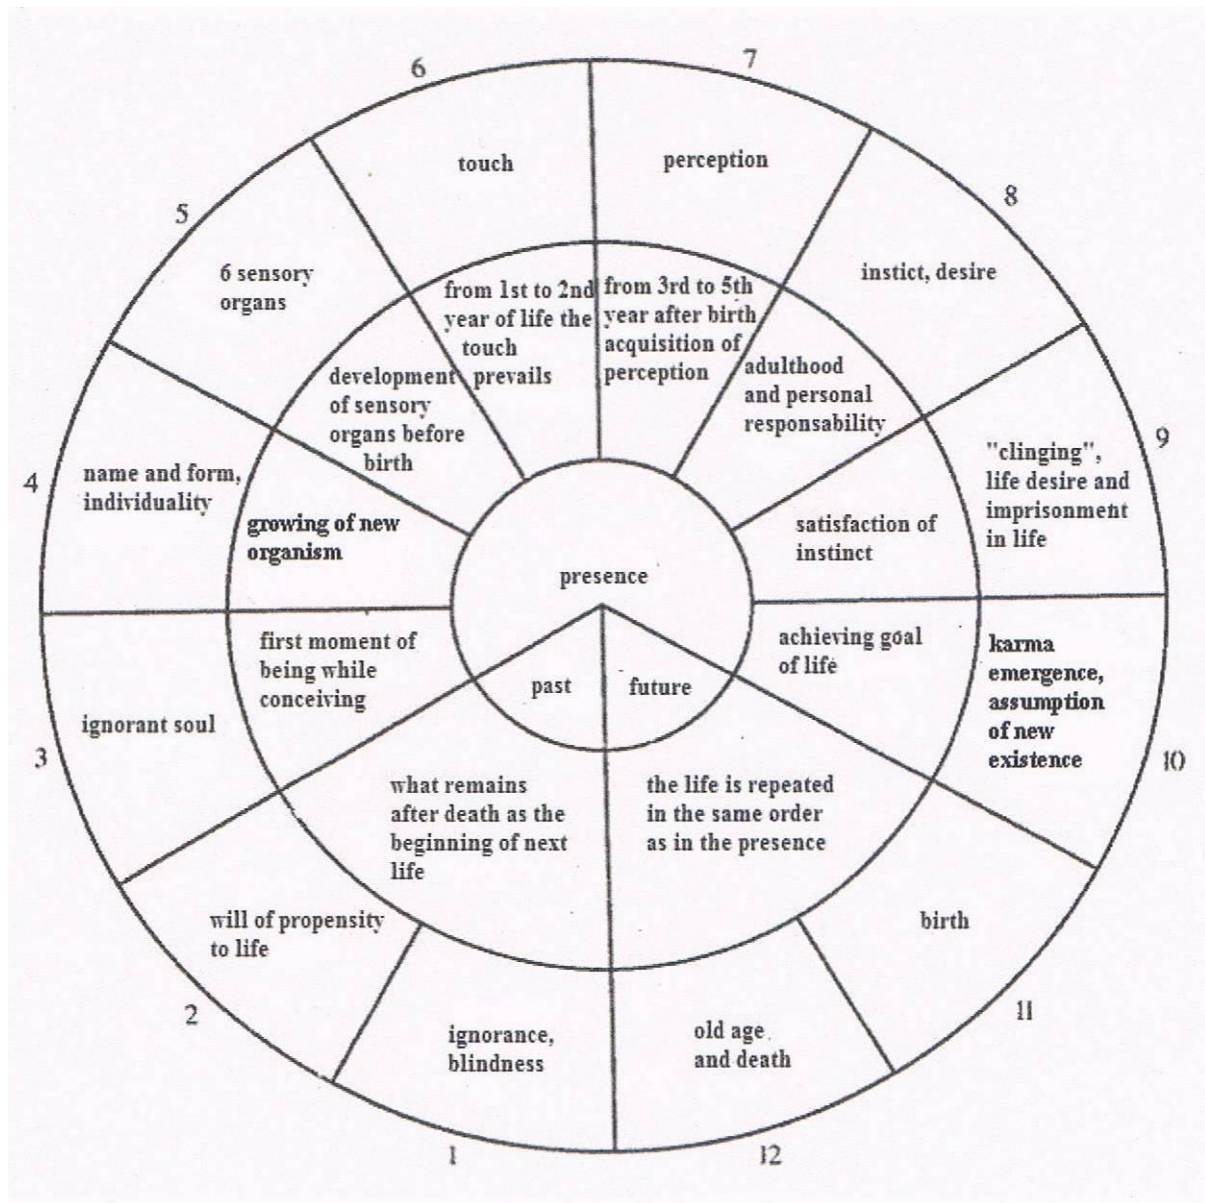 6
7
touch
perception
5
8
6 sensory
organs
instict, desire
from 1st to 2nd
year of life the
touch
prevails
from 3rd to 5th
year after birth
acquisition of
perception
development
of sensory
organs before
birth
adulthood
and personal
responsability
4
name and form,
individuality
9
"clinging",
life desire and
imprisonment
in life
growing of new
organism
satisfaction of
instinct
presence
past
future
3
ignorant soul
first moment of
being while
conceiving
achieving goal
of life
karma
emergence,
assumption
of new
existence
10
what remains
after death as the
beginning of next
life
the life is repeated
in the same order
as in the presence
2
will of propensity
to life
birth
11
ignorance,
blindness
old age
and death
1
12